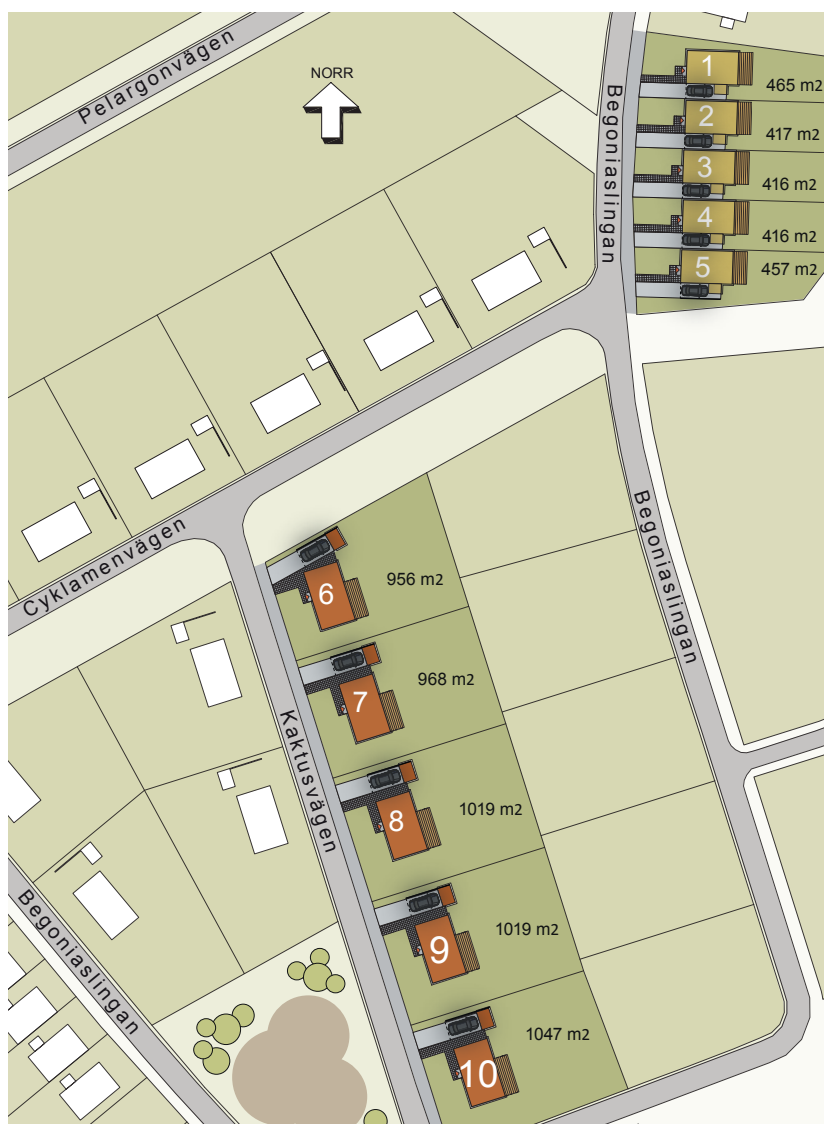 Pelargonvägen
NORR
Begoniaslingan
1
465 m2
2
417 m2
3
416 m2
4
416 m2
5
457 m2
Cyklamenvägen
Begoniaslingan
6
956 m2
7
968 m2
Kaktusvägen
8
1019 m2
9
1019 m2
Begoniaslingan
10
1047 m2